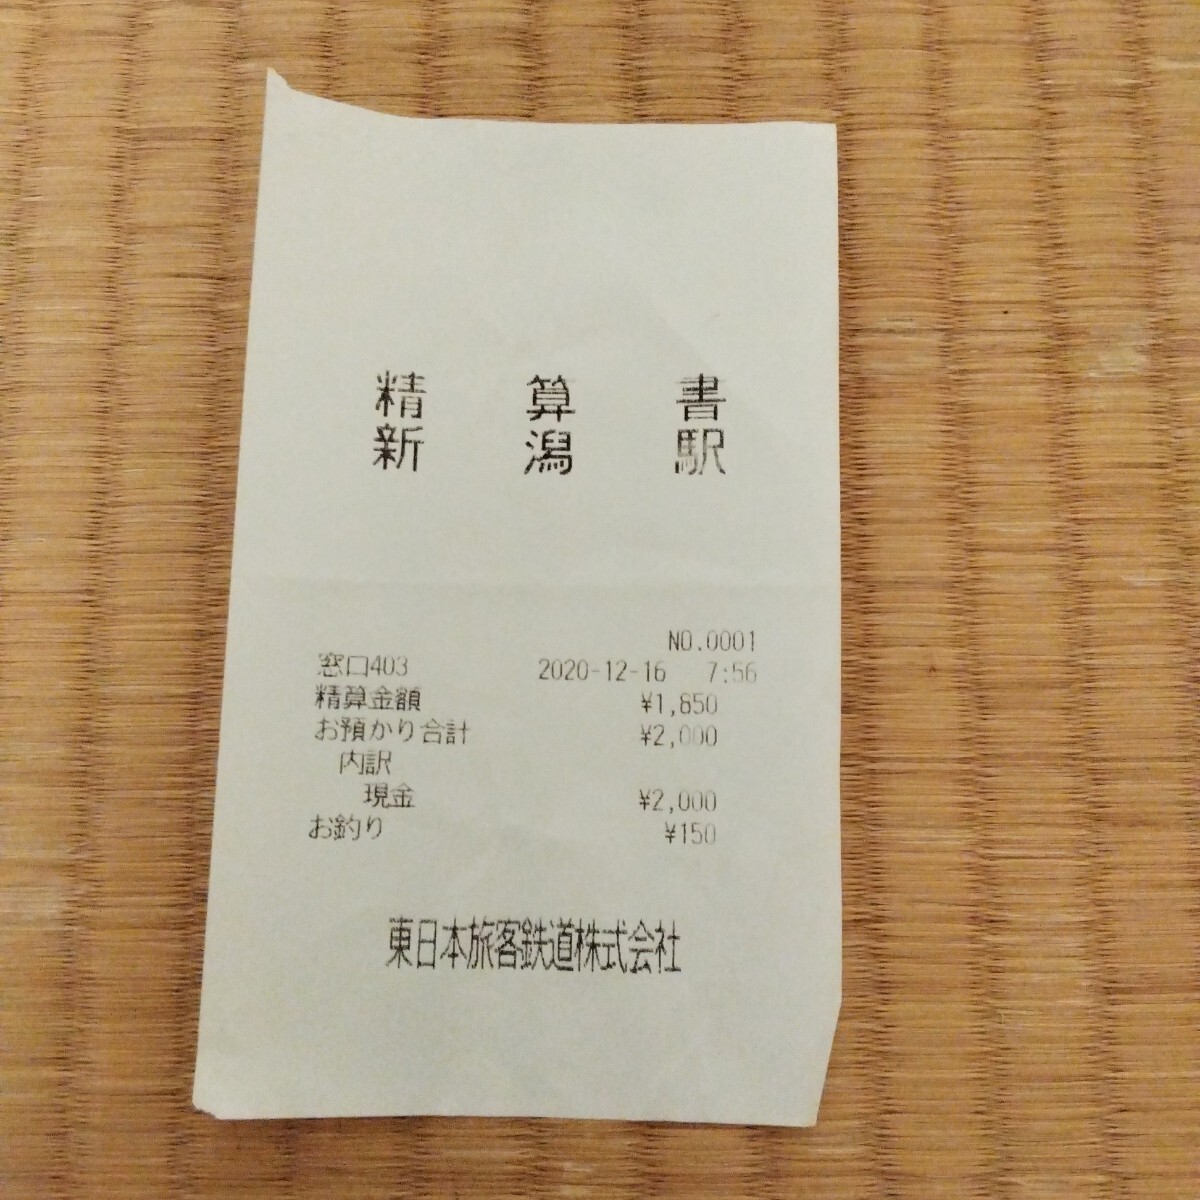 精算書
新潟駅
NO.0001
窓口403 2020-12-16 7:56
精算金額 ¥1,850
お預かり合計 ¥2,000
内訳
現金 ¥2,000
お釣り ¥150
東日本旅客鉄道株式会社